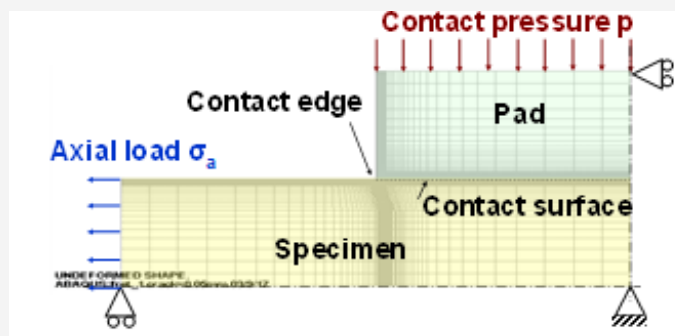 Contact pressure p
Contact edge
Pad
Axial load σa
Contact surface
Specimen
UNDEFORMED SHAPE